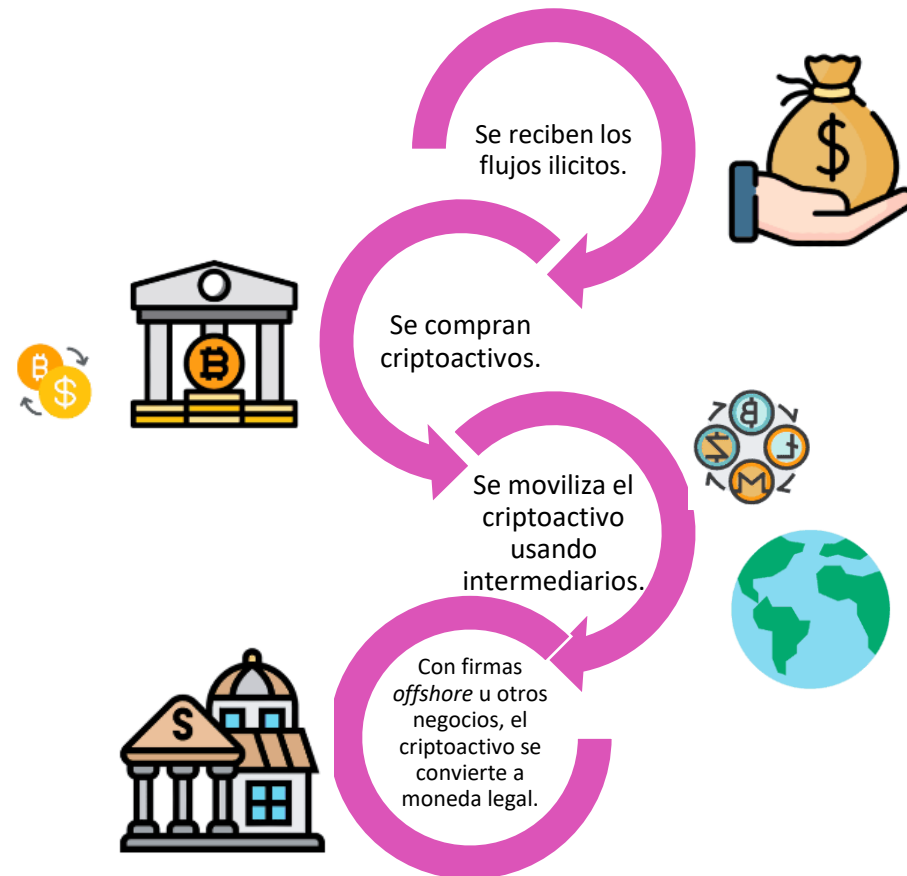 Se reciben los
flujos ilicitos.
$
Se compran
criptoactivos.
Se moviliza el
criptoactivo
usando
intermediarios.
Con firmas
offshore u otros
negocios, el
criptoactivo se
convierte a
moneda legal.
S